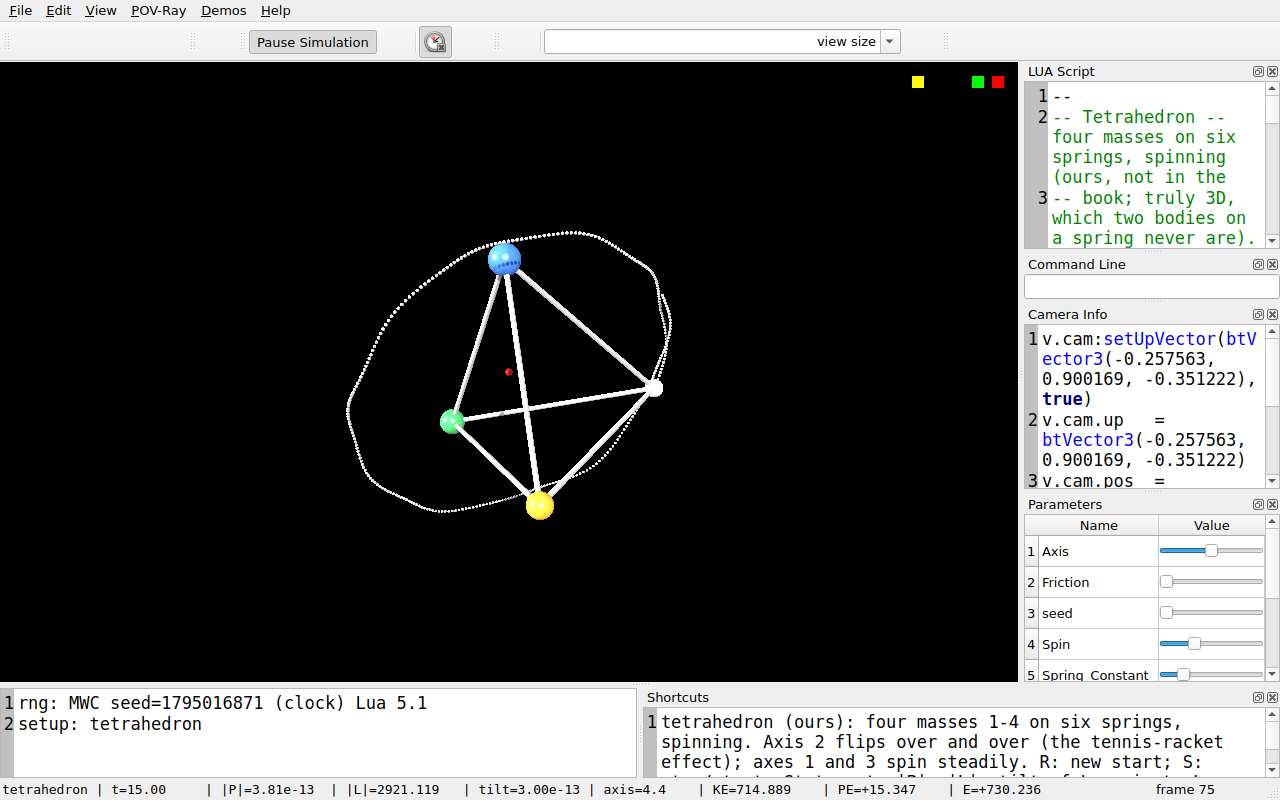 File Edit View POV-Ray Demos Help
Pause Simulation
view size
LUA Script
1 --
2 -- Tetrahedron --
four masses on six
springs, spinning
(ours, not in the
3 -- book; truly 3D,
which two bodies on
a spring never are).
Command Line
Camera Info
1 v.cam:setUpVector(btV
ector3(-0.257563,
0.900169, -0.351222),
true)
2 v.cam.up =
btVector3(-0.257563,
0.900169, -0.351222)
3 v.cam.pos =
Parameters
Name Value
1 Axis
2 Friction
3 seed
4 Spin
5 Spring Constant
1 rng: MWC seed=1795016871 (clock) Lua 5.1
2 setup: tetrahedron
Shortcuts
1 tetrahedron (ours): four masses 1-4 on six springs,
spinning. Axis 2 flips over and over (the tennis-racket
effect); axes 1 and 3 spin steadily. R: new start; S:
tetrahedron | t=15.00 | |P|=3.81e-13 | |L|=2921.119 | tilt=3.00e-13 | axis=4.4 | KE=714.889 | PE=+15.347 | E=+730.236 frame 75